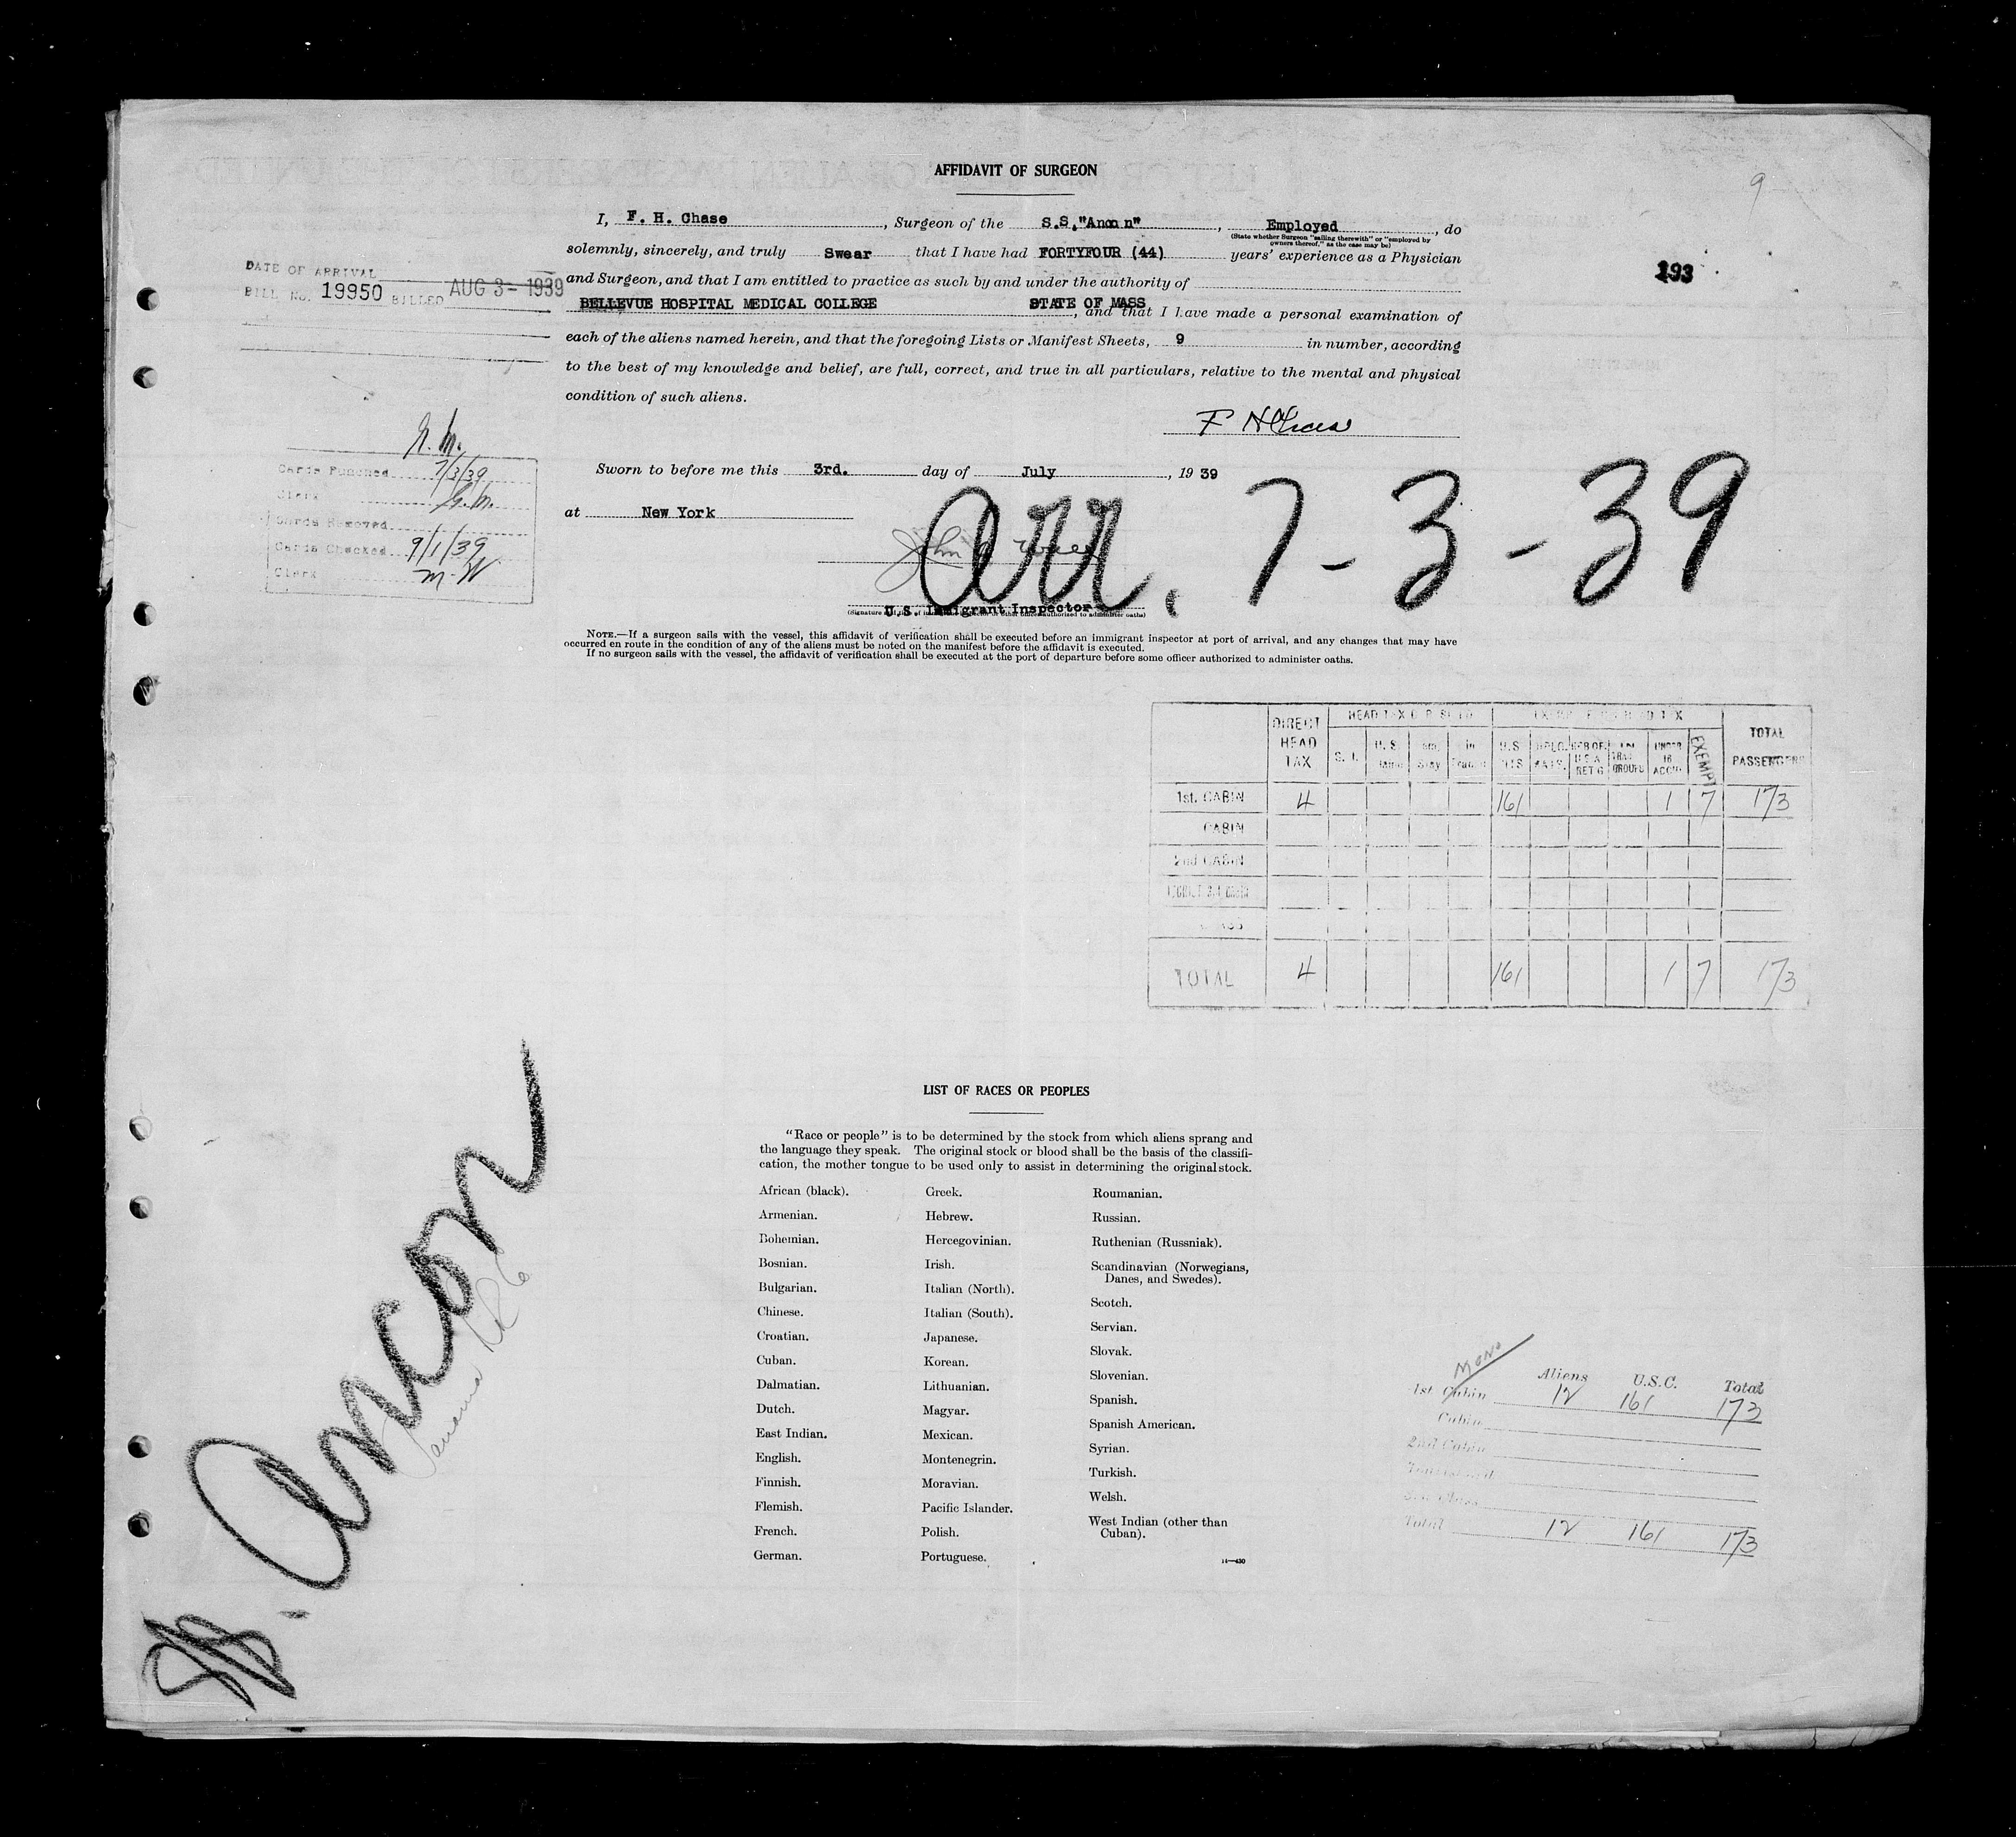 AFFIDAVIT OF SURGEON
9
I, F. H. Chase, Surgeon of the S.S."Ancon", Employed, do
(State whether Surgeon "sailing therewith" or "employed by
owners thereof," as the case may be)
solemnly, sincerely, and truly Swear that I have had FORTYFOUR (44) years' experience as a Physician
193
DATE OF ARRIVAL
BILL NO. 19950 BILLED AUG 3 - 1939
and Surgeon, and that I am entitled to practice as such by and under the authority of
BELLEVUE HOSPITAL MEDICAL COLLEGE STATE OF MASS, and that I have made a personal examination of
each of the aliens named herein, and that the foregoing Lists or Manifest Sheets, 9 in number, according
to the best of my knowledge and belief, are full, correct, and true in all particulars, relative to the mental and physical
condition of such aliens.
F H Chase
Cards Punched 7/3/39
Clerk G. M.
Cards Removed
Cards Checked 9/1/39
Clerk M W
Sworn to before me this 3rd. day of July, 19 39
at New York
Arr. 7-3-39
U.S. Immigrant Inspector
NOTE.—If a surgeon sails with the vessel, this affidavit of verification shall be executed before an immigrant inspector at port of arrival, and any changes that may have
occurred en route in the condition of any of the aliens must be noted on the manifest before the affidavit is executed.
If no surgeon sails with the vessel, the affidavit of verification shall be executed at the port of departure before some officer authorized to administer oaths.
DIRECT HEAD TAX
S. I.
UNDER 16 ACCO.
EXEMPT
TOTAL PASSENGERS
1st. CABIN 4 161 1 7 173
CABIN
2nd CABIN
TOTAL 4 161 1 7 173
SS. Ancon
LIST OF RACES OR PEOPLES
"Race or people" is to be determined by the stock from which aliens sprang and
the language they speak. The original stock or blood shall be the basis of the classifi-
cation, the mother tongue to be used only to assist in determining the original stock.
African (black).
Armenian.
Bohemian.
Bosnian.
Bulgarian.
Chinese.
Croatian.
Cuban.
Dalmatian.
Dutch.
East Indian.
English.
Finnish.
Flemish.
French.
German.
Greek.
Hebrew.
Hercegovinian.
Irish.
Italian (North).
Italian (South).
Japanese.
Korean.
Lithuanian.
Magyar.
Mexican.
Montenegrin.
Moravian.
Pacific Islander.
Polish.
Portuguese.
Roumanian.
Russian.
Ruthenian (Russniak).
Scandinavian (Norwegians,
Danes, and Swedes).
Scotch.
Servian.
Slovak.
Slovenian.
Spanish.
Spanish American.
Syrian.
Turkish.
Welsh.
West Indian (other than
Cuban).
14—430
MONO
Aliens U.S.C. Total
1st. Cabin 12 161 173
Cabin
2nd Cabin
Total 12 161 173